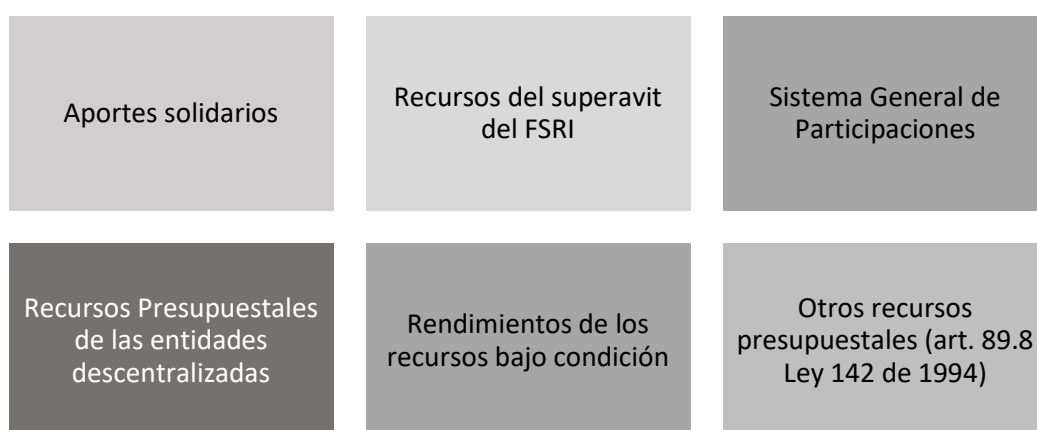 Aportes solidarios
Recursos del superavit
del FSRI
Sistema General de
Participaciones
Recursos Presupuestales
de las entidades
descentralizadas
Rendimientos de los
recursos bajo condición
Otros recursos
presupuestales (art. 89.8
Ley 142 de 1994)